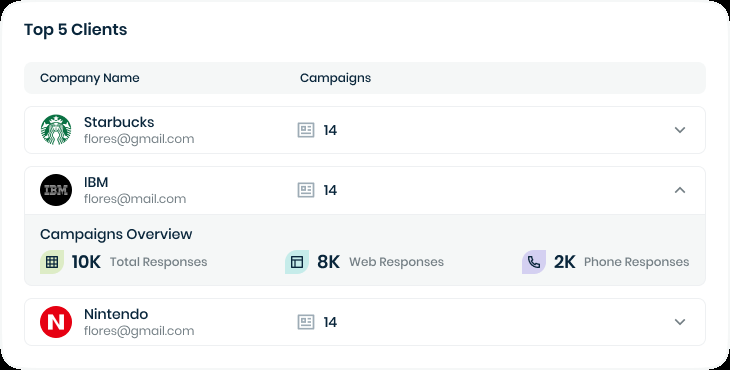 Top 5 Clients
Company Name Campaigns
Starbucks
flores@gmail.com
14
IBM
IBM
flores@mail.com
14
Campaigns Overview
10K Total Responses 8K Web Responses 2K Phone Responses
N
Nintendo
flores@gmail.com
14